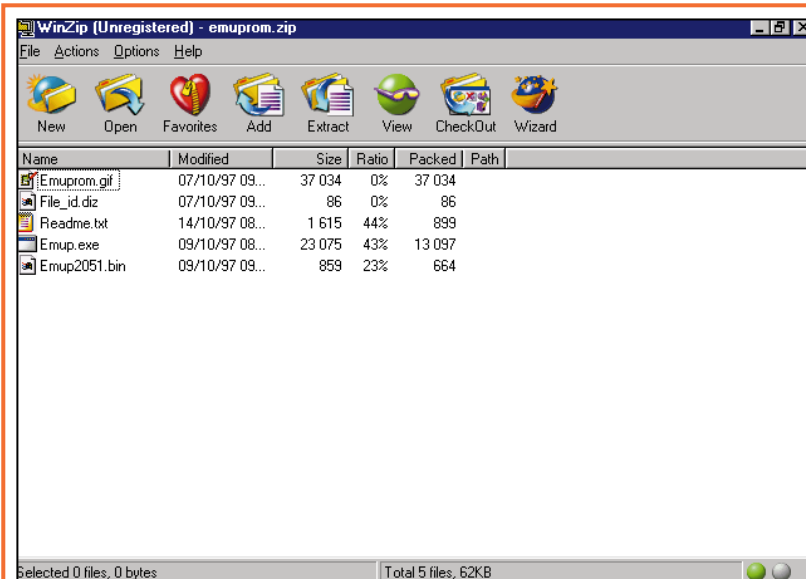 WinZip (Unregistered) - emuprom.zip
File Actions Options Help
New Open Favorites Add Extract View CheckOut Wizard
Name Modified Size Ratio Packed Path
Emuprom.gif 07/10/97 09... 37 034 0% 37 034
File_id.diz 07/10/97 09... 86 0% 86
Readme.txt 14/10/97 08... 1 615 44% 899
Emup.exe 09/10/97 08... 23 075 43% 13 097
Emup2051.bin 09/10/97 09... 859 23% 664
Selected 0 files, 0 bytes Total 5 files, 62KB